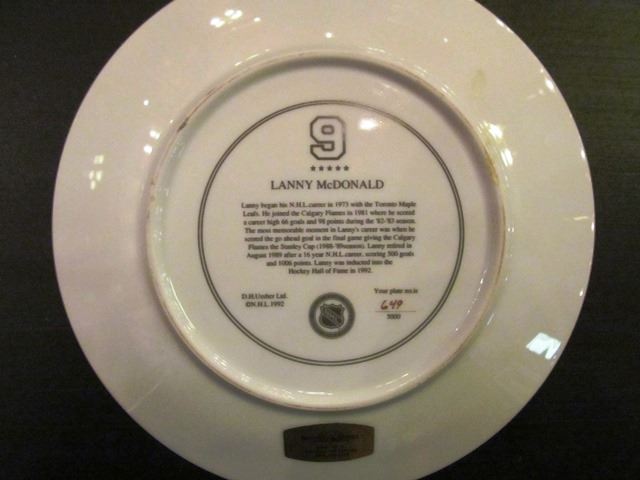 9
LANNY McDONALD
Lanny began his N.H.L. career in 1973 with the Toronto Maple
Leafs. He joined the Calgary Flames in 1981 where he scored
a career high 66 goals and 98 points during the '82-'83 season.
The most memorable moment in Lanny's career was when he
scored the go ahead goal in the final game giving the Calgary
Flames the Stanley Cup (1988-'89season). Lanny retired in
August 1989 after a 16 year N.H.L. career, scoring 500 goals
and 1006 points. Lanny was inducted into the
Hockey Hall of Fame in 1992.
D.H.Ussher Ltd.
©N.H.L 1992
Your plate no.is
649
5000